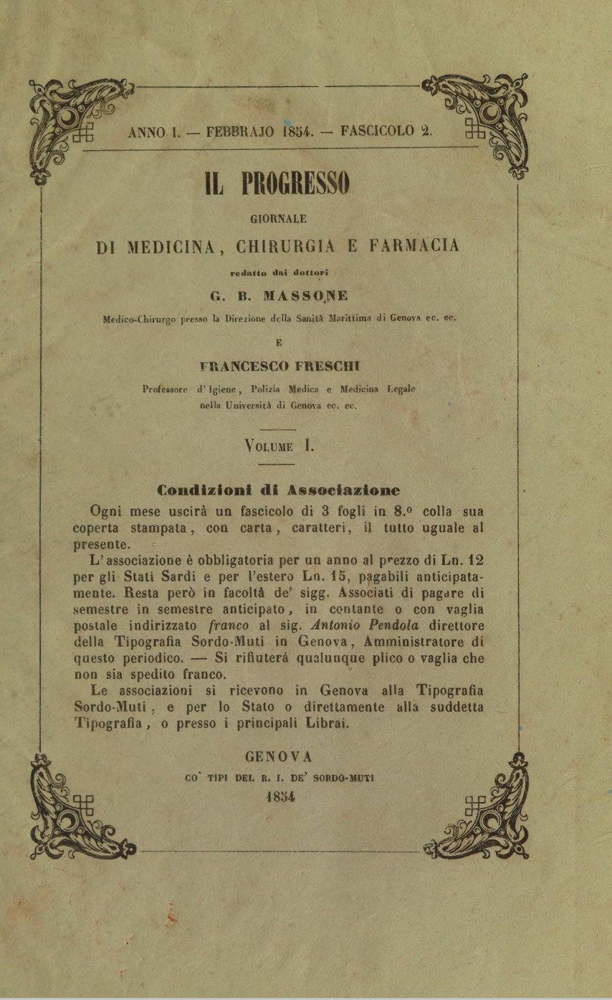 ANNO I. — FEBBRAJO 1854. — FASCICOLO 2.
IL PROGRESSO
GIORNALE
DI MEDICINA, CHIRURGIA E FARMACIA
redatto dai dottori
G. B. MASSONE
Medico-Chirurgo presso la Direzione della Sanità Marittima di Genova ec. ec.
E
FRANCESCO FRESCHI
Professore d'Igiene, Polizia Medica e Medicina Legale
nella Università di Genova ec. ec.
VOLUME I.
Condizioni di Associazione
Ogni mese uscirà un fascicolo di 3 fogli in 8.º colla sua
coperta stampata, con carta, caratteri, il tutto uguale al
presente.
L'associazione è obbligatoria per un anno al prezzo di Ln. 12
per gli Stati Sardi e per l'estero Ln. 15, pagabili anticipata-
mente. Resta però in facoltà de' sigg. Associati di pagare di
semestre in semestre anticipato, in contante o con vaglia
postale indirizzato franco al sig. Antonio Pendola direttore
della Tipografia Sordo-Muti in Genova, Amministratore di
questo periodico. — Si rifiuterà qualunque plico o vaglia che
non sia spedito franco.
Le associazioni si ricevono in Genova alla Tipografia
Sordo-Muti, e per lo Stato o direttamente alla suddetta
Tipografia, o presso i principali Librai.
GENOVA
CO' TIPI DEL R. I. DE' SORDO-MUTI
1854